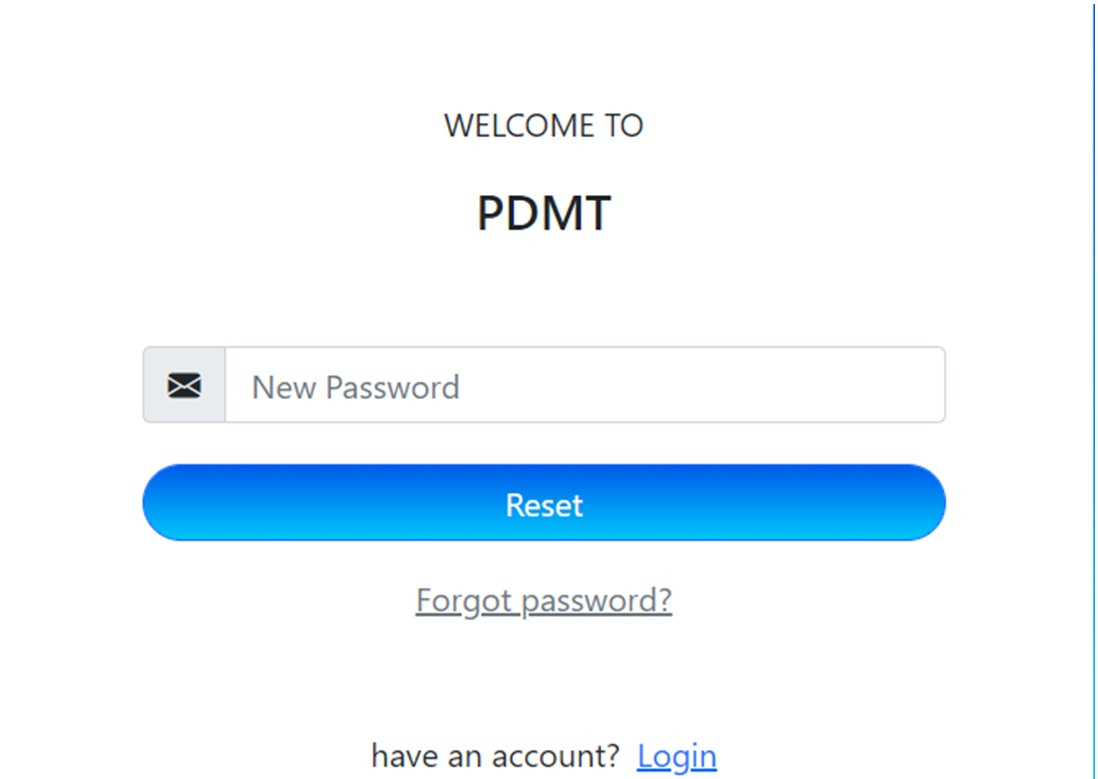 WELCOME TO
PDMT
New Password
Reset
Forgot password?
have an account? Login